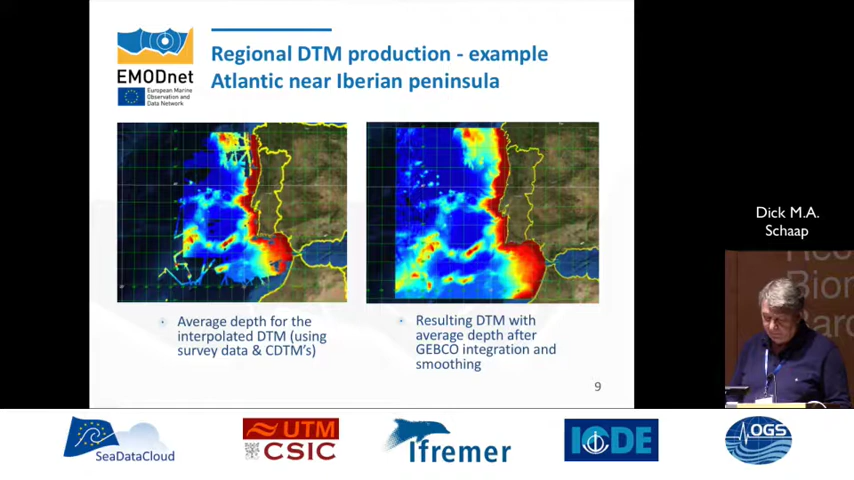 Regional DTM production - example
Atlantic near Iberian peninsula
EMODnet
European Marine
Observation and
Data Network
Average depth for the
interpolated DTM (using
survey data & CDTM's)
Resulting DTM with
average depth after
GEBCO integration and
smoothing
9
Dick M.A.
Schaap
SeaDataCloud
UTM
CSIC
Ifremer
IODE
OGS